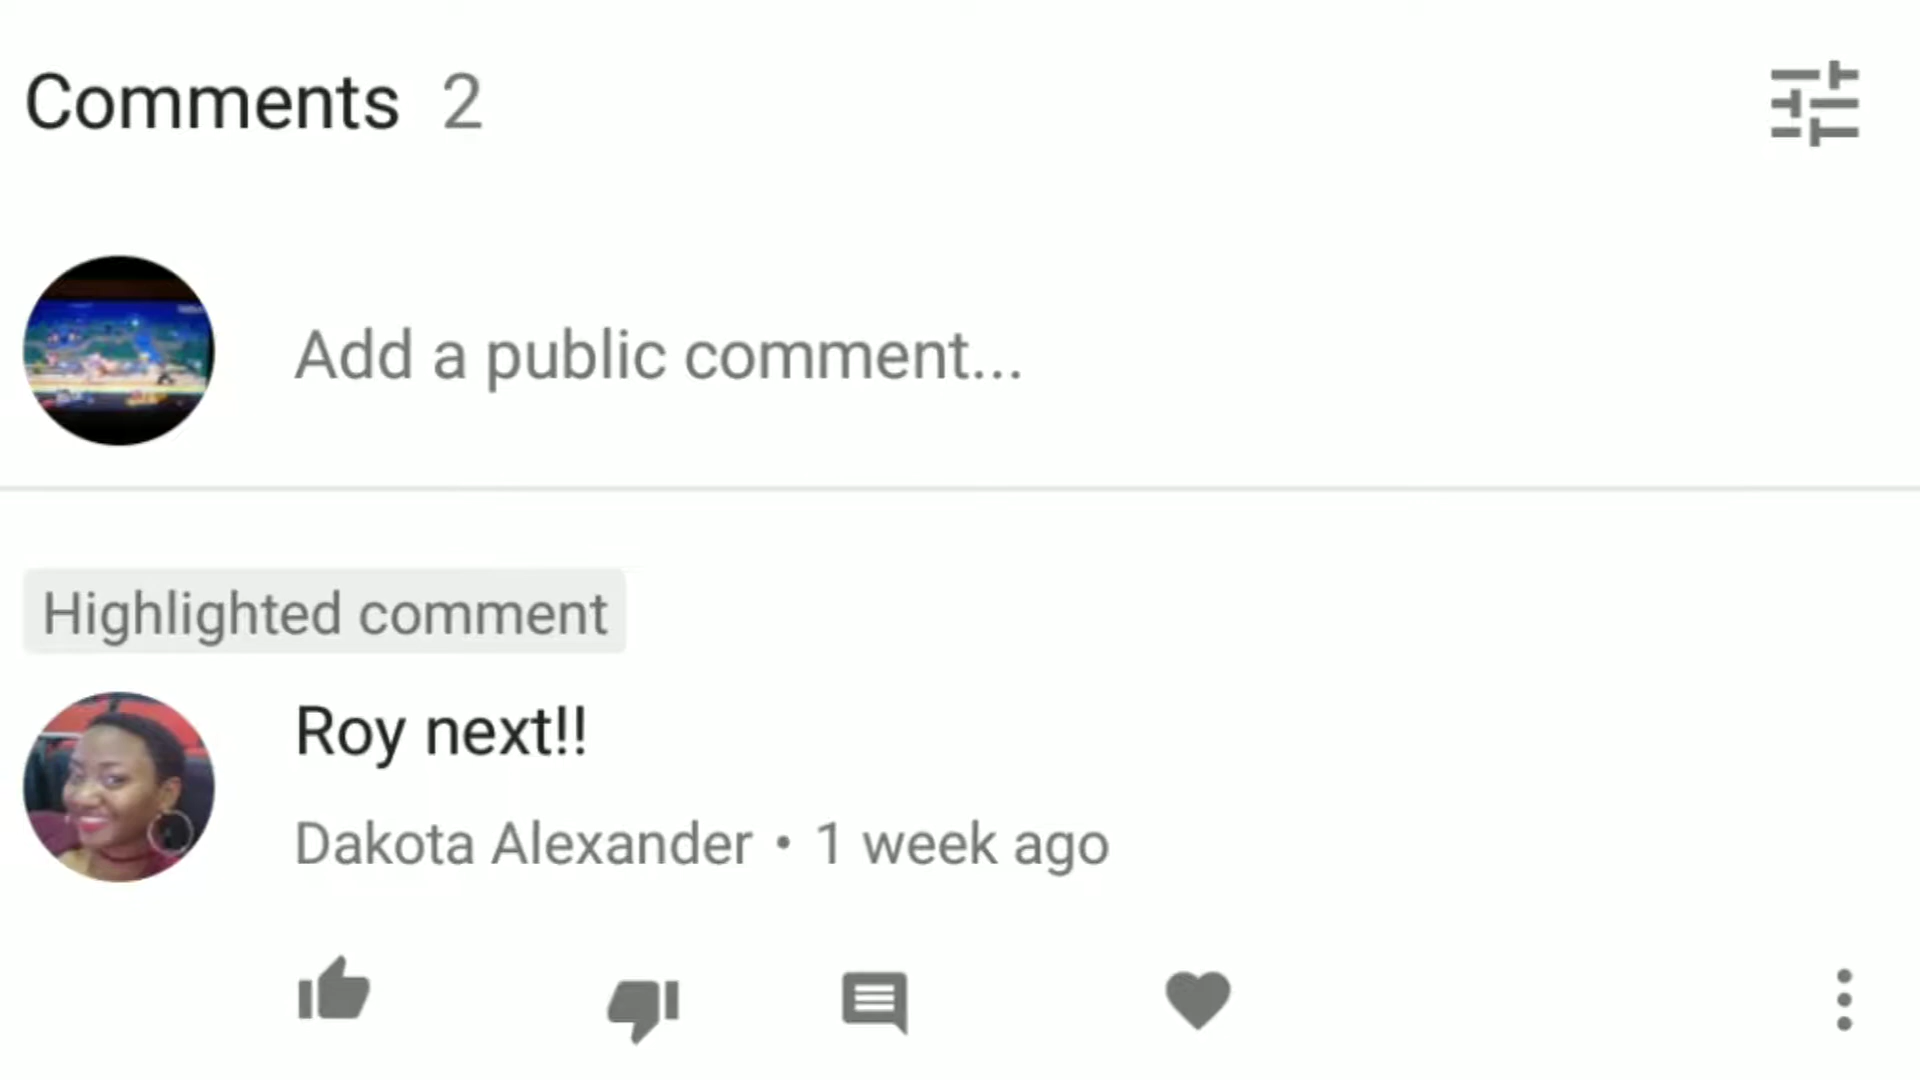 Comments 2
Add a public comment...
Highlighted comment
Roy next!!
Dakota Alexander • 1 week ago